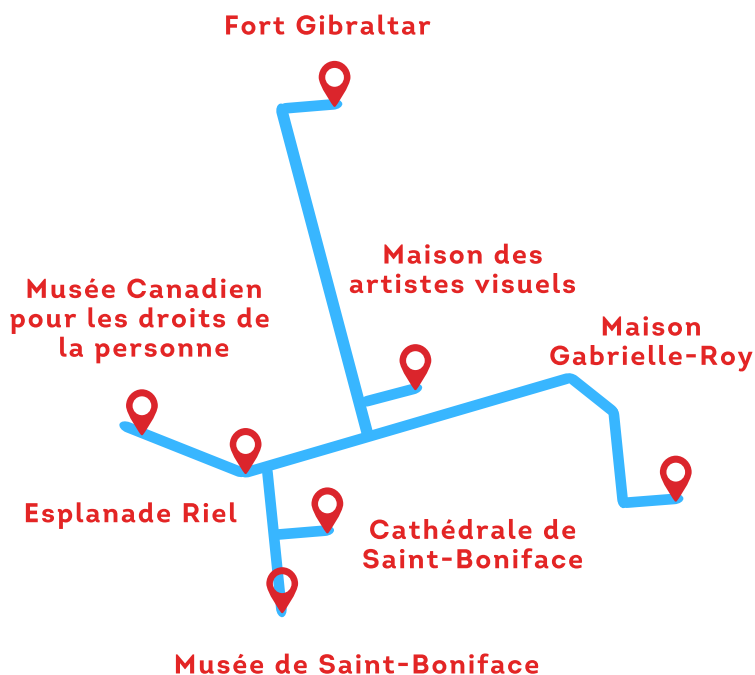 Fort Gibraltar
Maison des
artistes visuels
Musée Canadien
pour les droits de
la personne
Maison
Gabrielle-Roy
Esplanade Riel
Cathédrale de
Saint-Boniface
Musée de Saint-Boniface